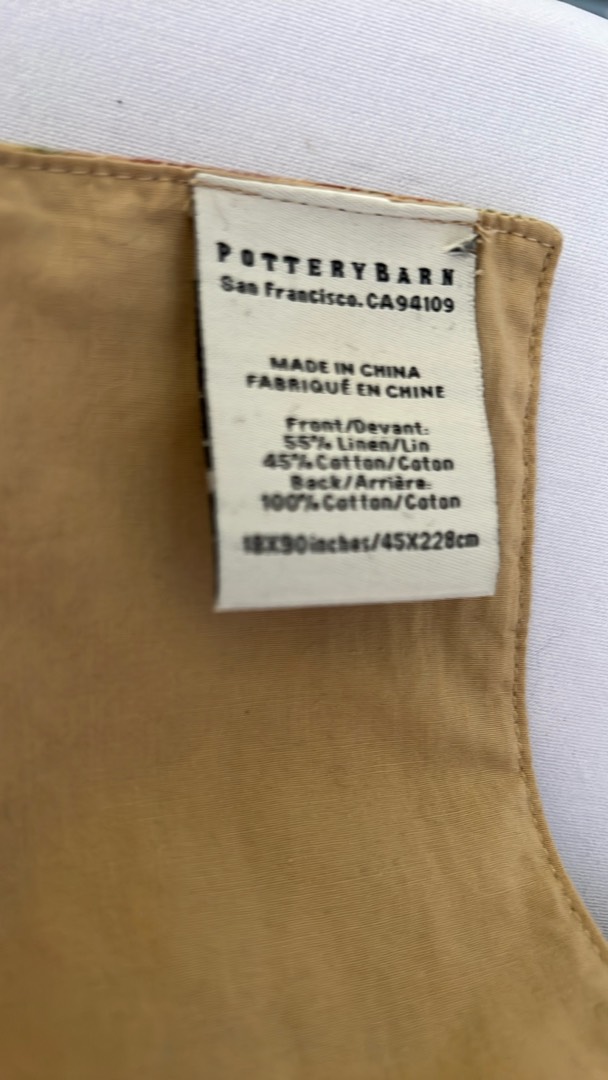 POTTERYBARN
San Francisco.CA94109
MADE IN CHINA
FABRIQUÉ EN CHINE
Front/Devant:
55% Linen/Lin
45% Cotton/Coton
Back/Arrière:
100% Cotton/Coton
18X90inches/45X228cm